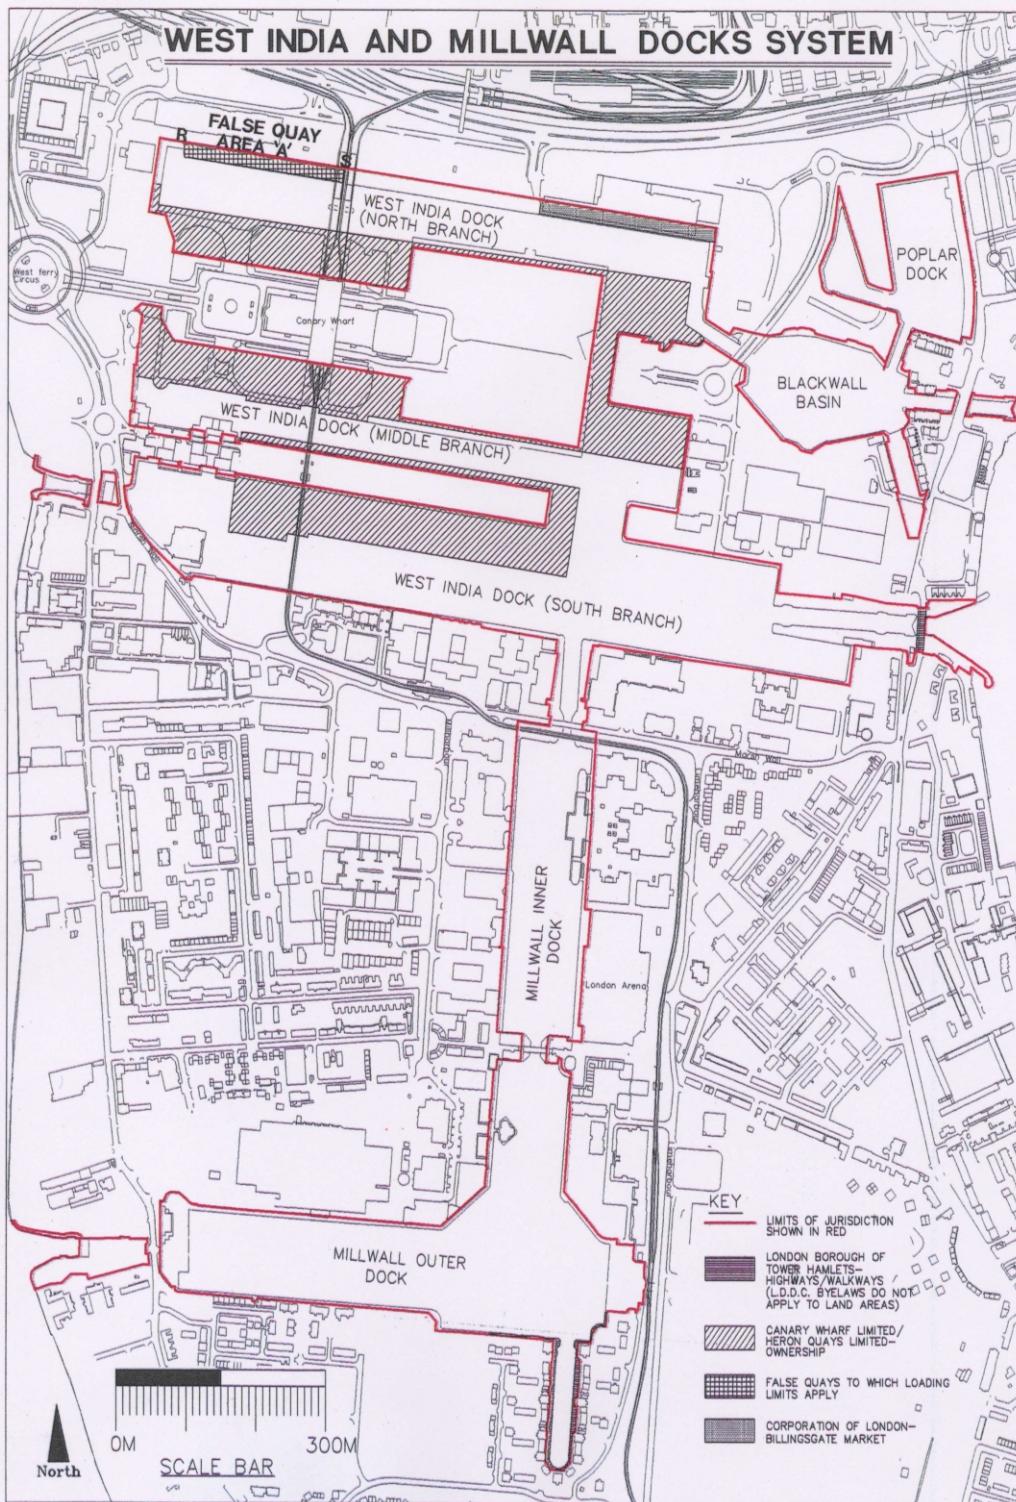 WEST INDIA AND MILLWALL DOCKS SYSTEM
FALSE QUAY
AREA 'A'
R
S
WEST INDIA DOCK
(NORTH BRANCH)
POPLAR
DOCK
West ferry
Circus
Canary Wharf
BLACKWALL
BASIN
WEST INDIA DOCK (MIDDLE BRANCH)
WEST INDIA DOCK (SOUTH BRANCH)
Marsh Wall
MILLWALL INNER
DOCK
London Arena
MILLWALL OUTER
DOCK
KEY
LIMITS OF JURISDICTION
SHOWN IN RED
LONDON BOROUGH OF
TOWER HAMLETS-
HIGHWAYS/WALKWAYS
(L.D.D.C. BYELAWS DO NOT
APPLY TO LAND AREAS)
CANARY WHARF LIMITED/
HERON QUAYS LIMITED-
OWNERSHIP
FALSE QUAYS TO WHICH LOADING
LIMITS APPLY
CORPORATION OF LONDON-
BILLINGSGATE MARKET
0M 300M
SCALE BAR
North